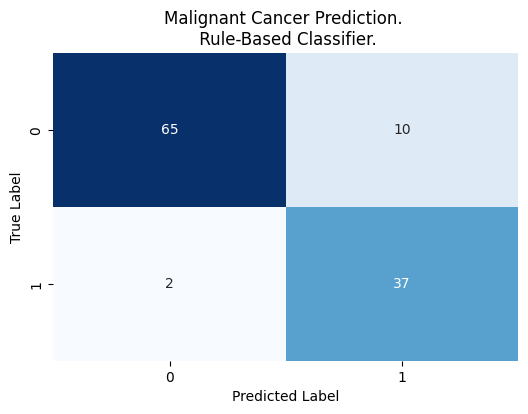 Malignant Cancer Prediction.
Rule-Based Classifier.
True Label
0
65
10
1
2
37
0
1
Predicted Label